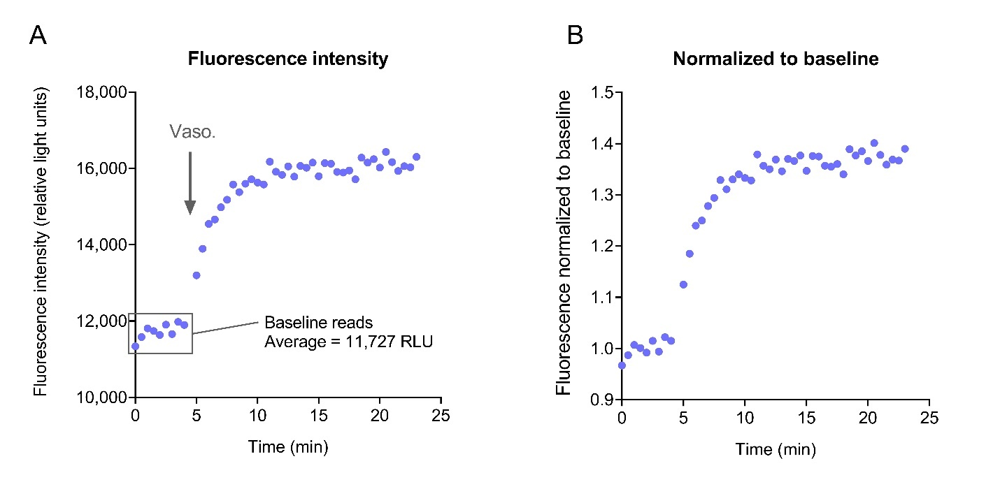 A
Fluorescence intensity
Fluorescence intensity (relative light units)
18,000
16,000
14,000
12,000
10,000
Vaso.
Baseline reads
Average = 11,727 RLU
0 5 10 15 20 25
Time (min)
B
Normalized to baseline
Fluorescence normalized to baseline
1.5
1.4
1.3
1.2
1.1
1.0
0.9
0 5 10 15 20 25
Time (min)